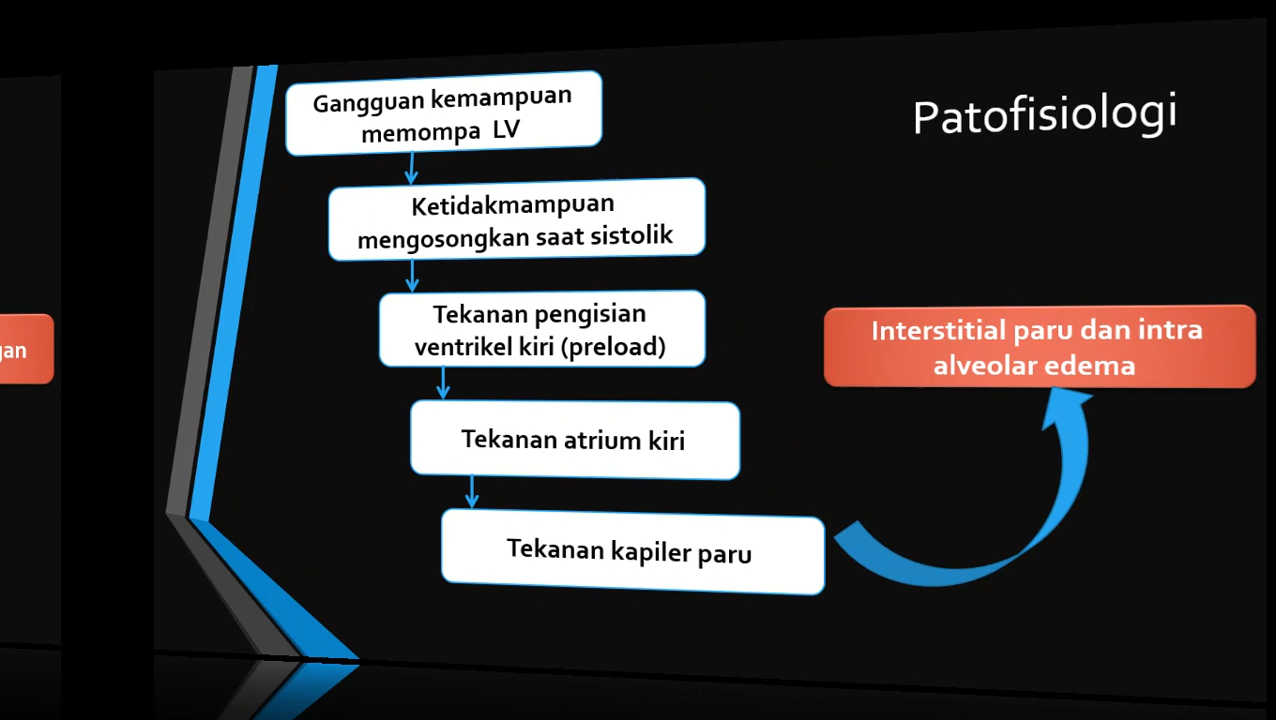 Patofisiologi
Gangguan kemampuan
memompa LV
Ketidakmampuan
mengosongkan saat sistolik
Tekanan pengisian
ventrikel kiri (preload)
Tekanan atrium kiri
Tekanan kapiler paru
Interstitial paru dan intra
alveolar edema